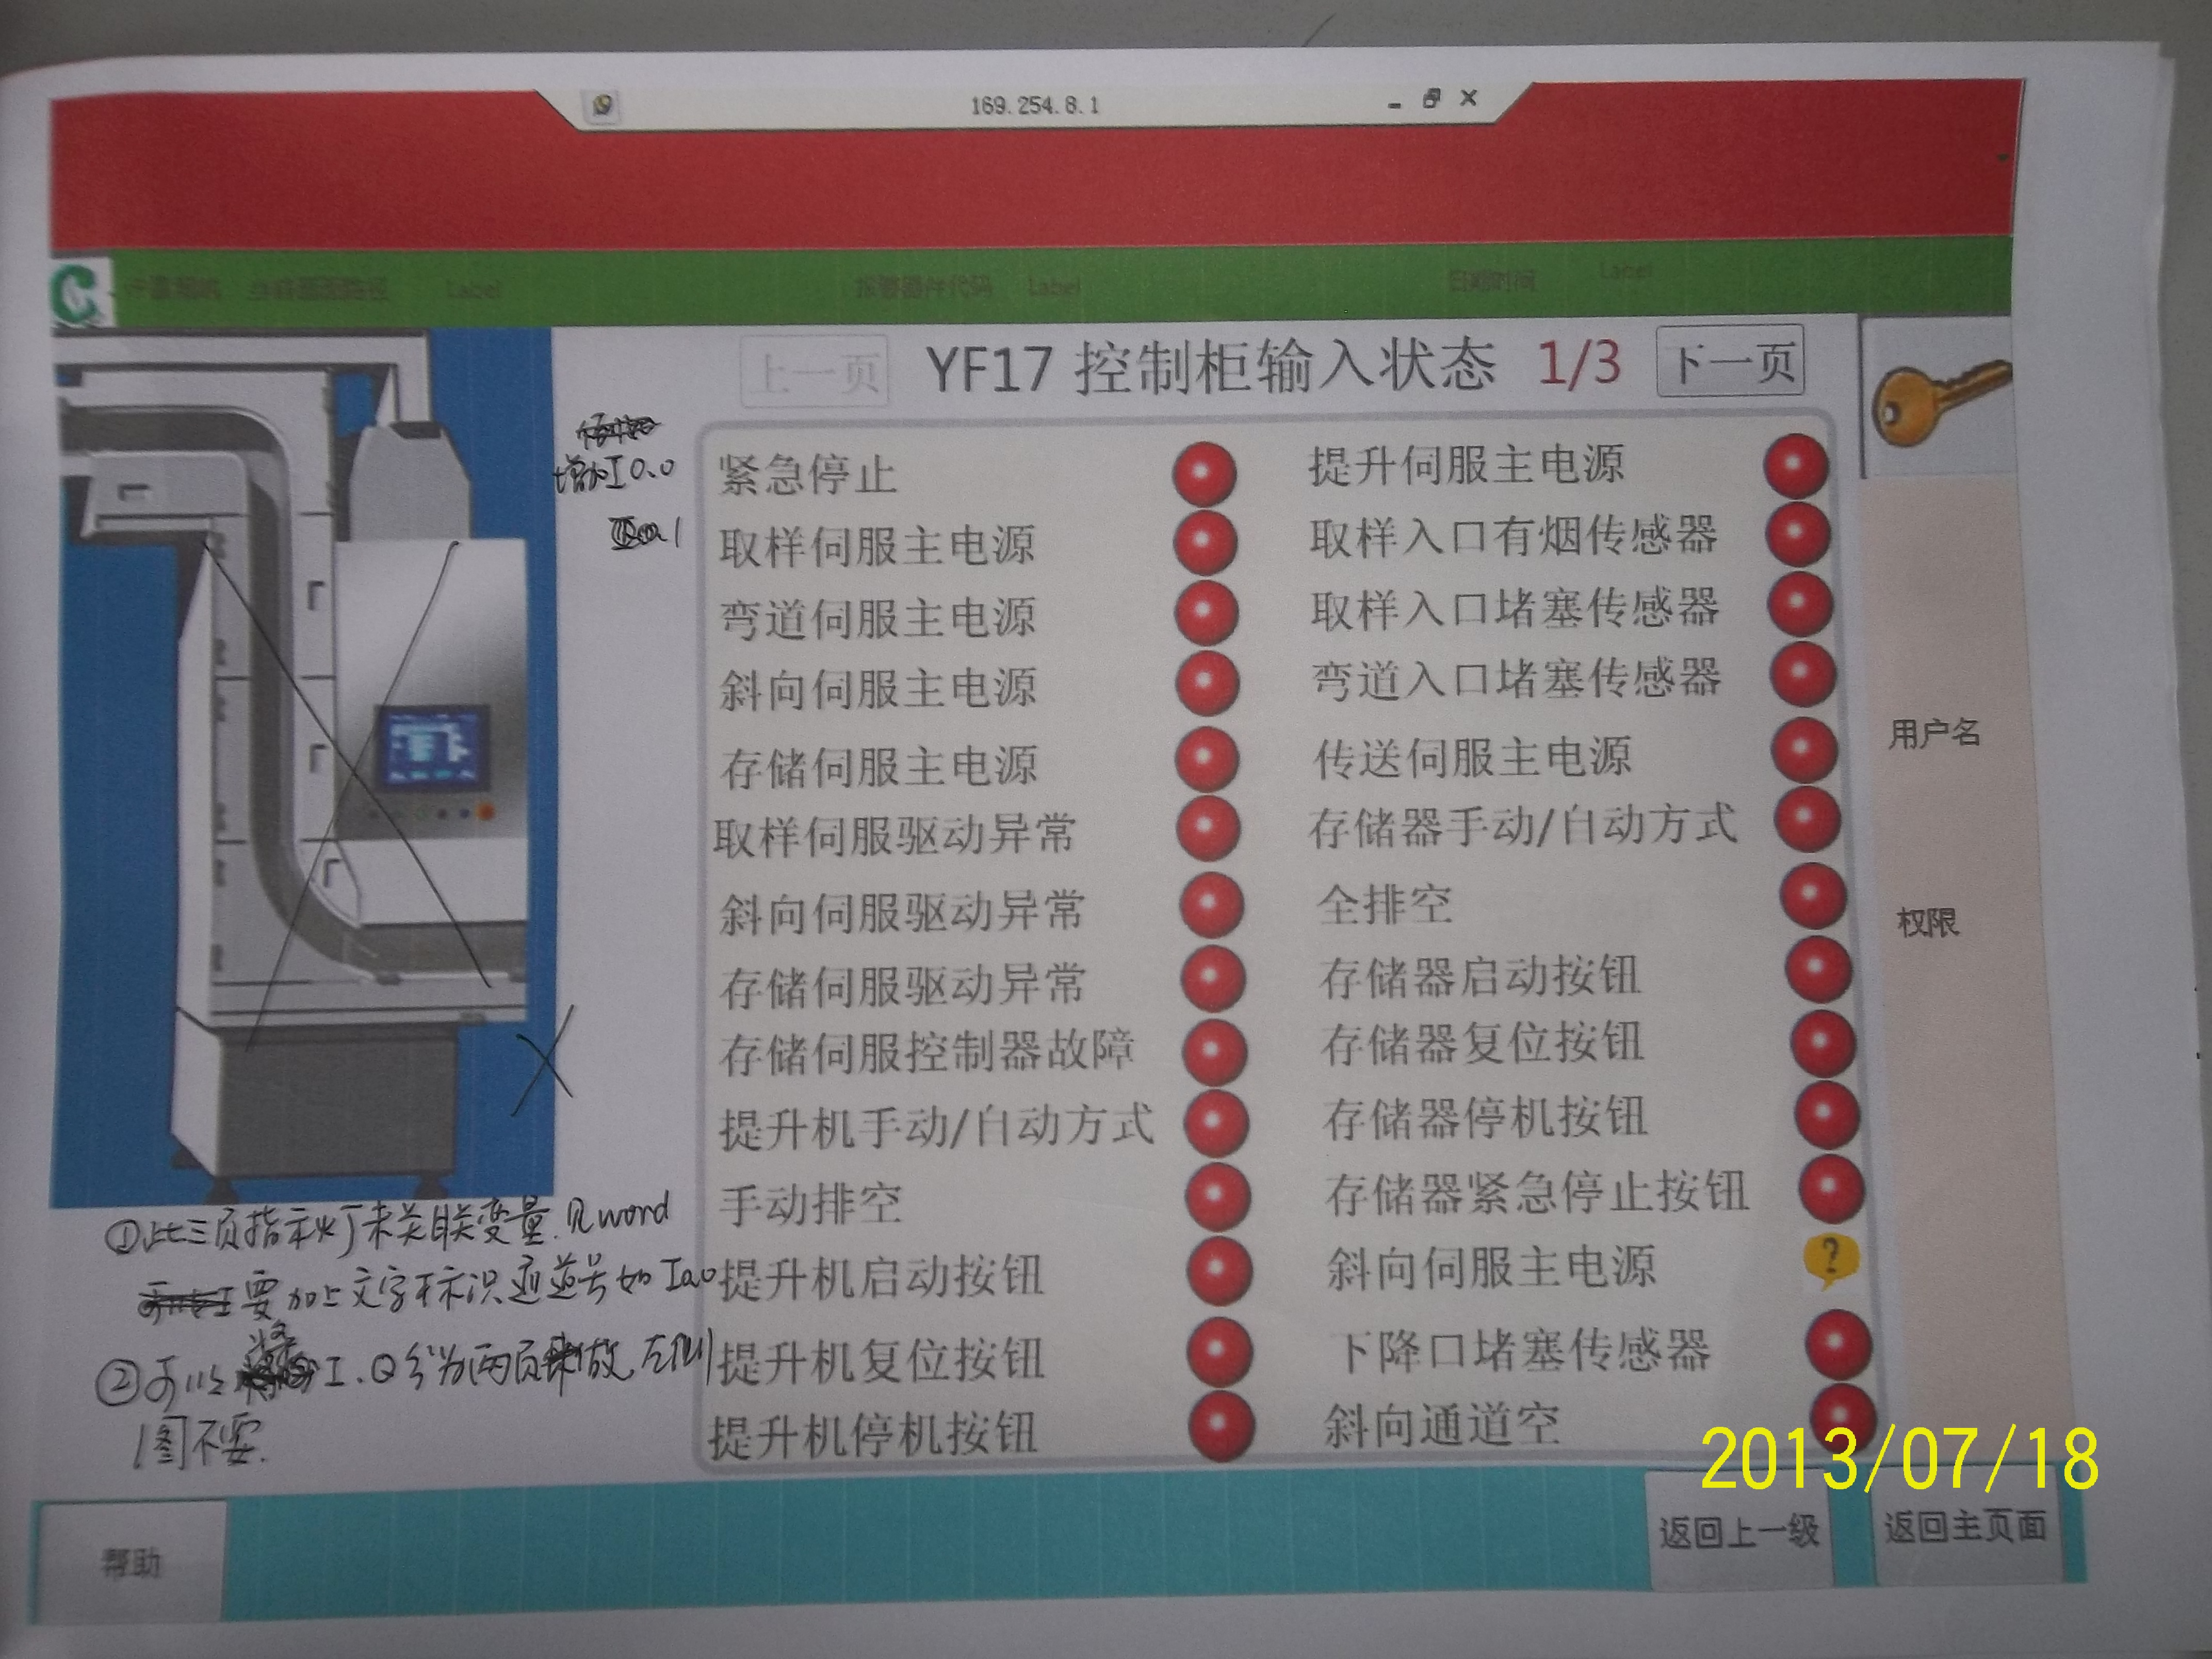 169.254.8.1
Label
报警器件代码 Label
日期时间 Label
上一页 YF17 控制柜输入状态 1/3 下一页
增加I0.0
紧急停止
取样伺服主电源
弯道伺服主电源
斜向伺服主电源
存储伺服主电源
取样伺服驱动异常
斜向伺服驱动异常
存储伺服驱动异常
存储伺服控制器故障
提升机手动/自动方式
手动排空
提升机启动按钮
提升机复位按钮
提升机停机按钮
提升伺服主电源
取样入口有烟传感器
取样入口堵塞传感器
弯道入口堵塞传感器
传送伺服主电源
存储器手动/自动方式
全排空
存储器启动按钮
存储器复位按钮
存储器停机按钮
存储器紧急停止按钮
斜向伺服主电源
?
下降口堵塞传感器
斜向通道空
用户名
权限
①此三页指示灯未关联变量.见word
要加上文字标识通道号如I0.0
②可以将I.Q分为两页做,左侧
图不要.
2013/07/18
帮助
返回上一级
返回主页面